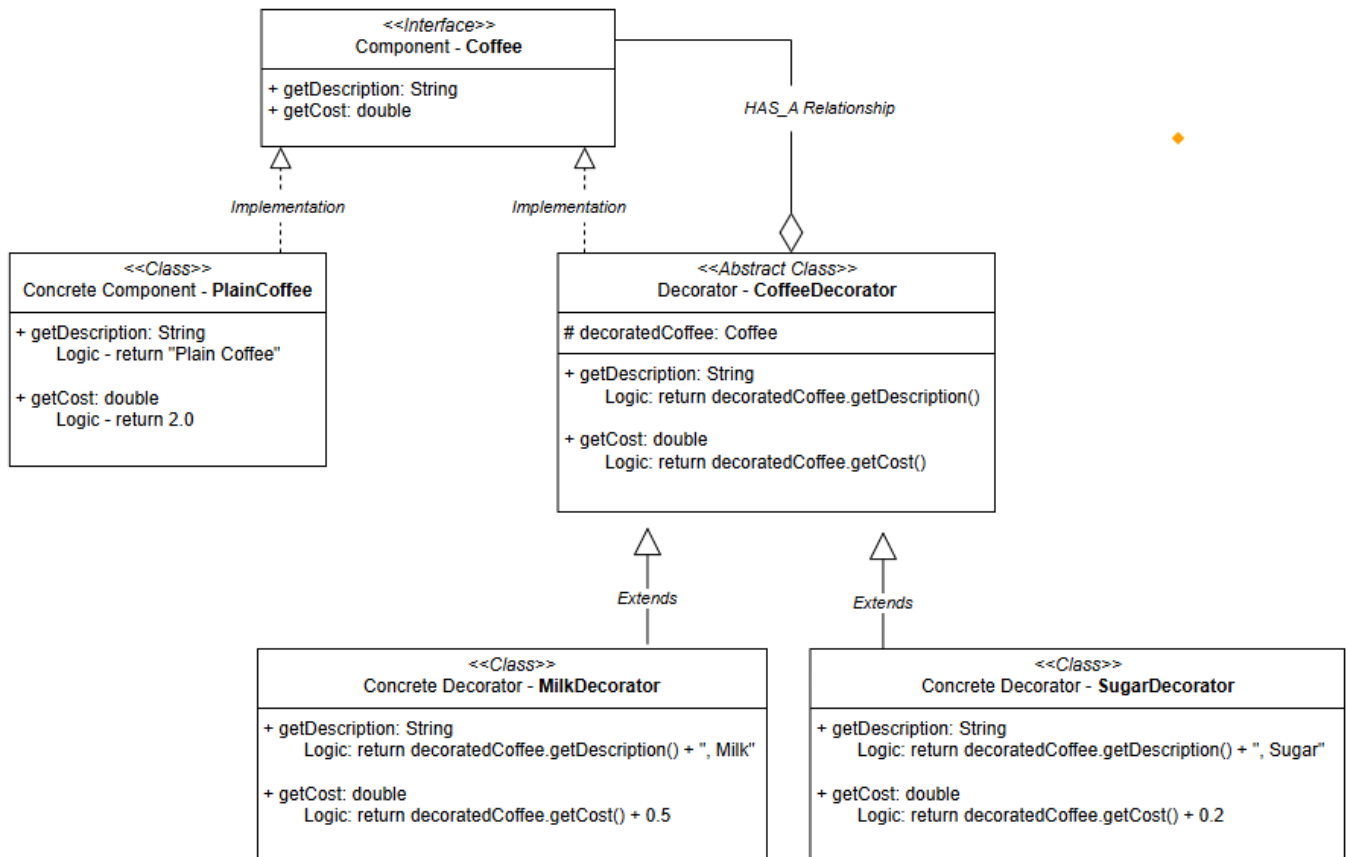 <<Interface>>
Component - Coffee
+ getDescription: String
+ getCost: double
HAS_A Relationship
Implementation
Implementation
<<Class>>
Concrete Component - PlainCoffee
+ getDescription: String
Logic - return "Plain Coffee"
+ getCost: double
Logic - return 2.0
<<Abstract Class>>
Decorator - CoffeeDecorator
# decoratedCoffee: Coffee
+ getDescription: String
Logic: return decoratedCoffee.getDescription()
+ getCost: double
Logic: return decoratedCoffee.getCost()
Extends
Extends
<<Class>>
Concrete Decorator - MilkDecorator
+ getDescription: String
Logic: return decoratedCoffee.getDescription() + ", Milk"
+ getCost: double
Logic: return decoratedCoffee.getCost() + 0.5
<<Class>>
Concrete Decorator - SugarDecorator
+ getDescription: String
Logic: return decoratedCoffee.getDescription() + ", Sugar"
+ getCost: double
Logic: return decoratedCoffee.getCost() + 0.2